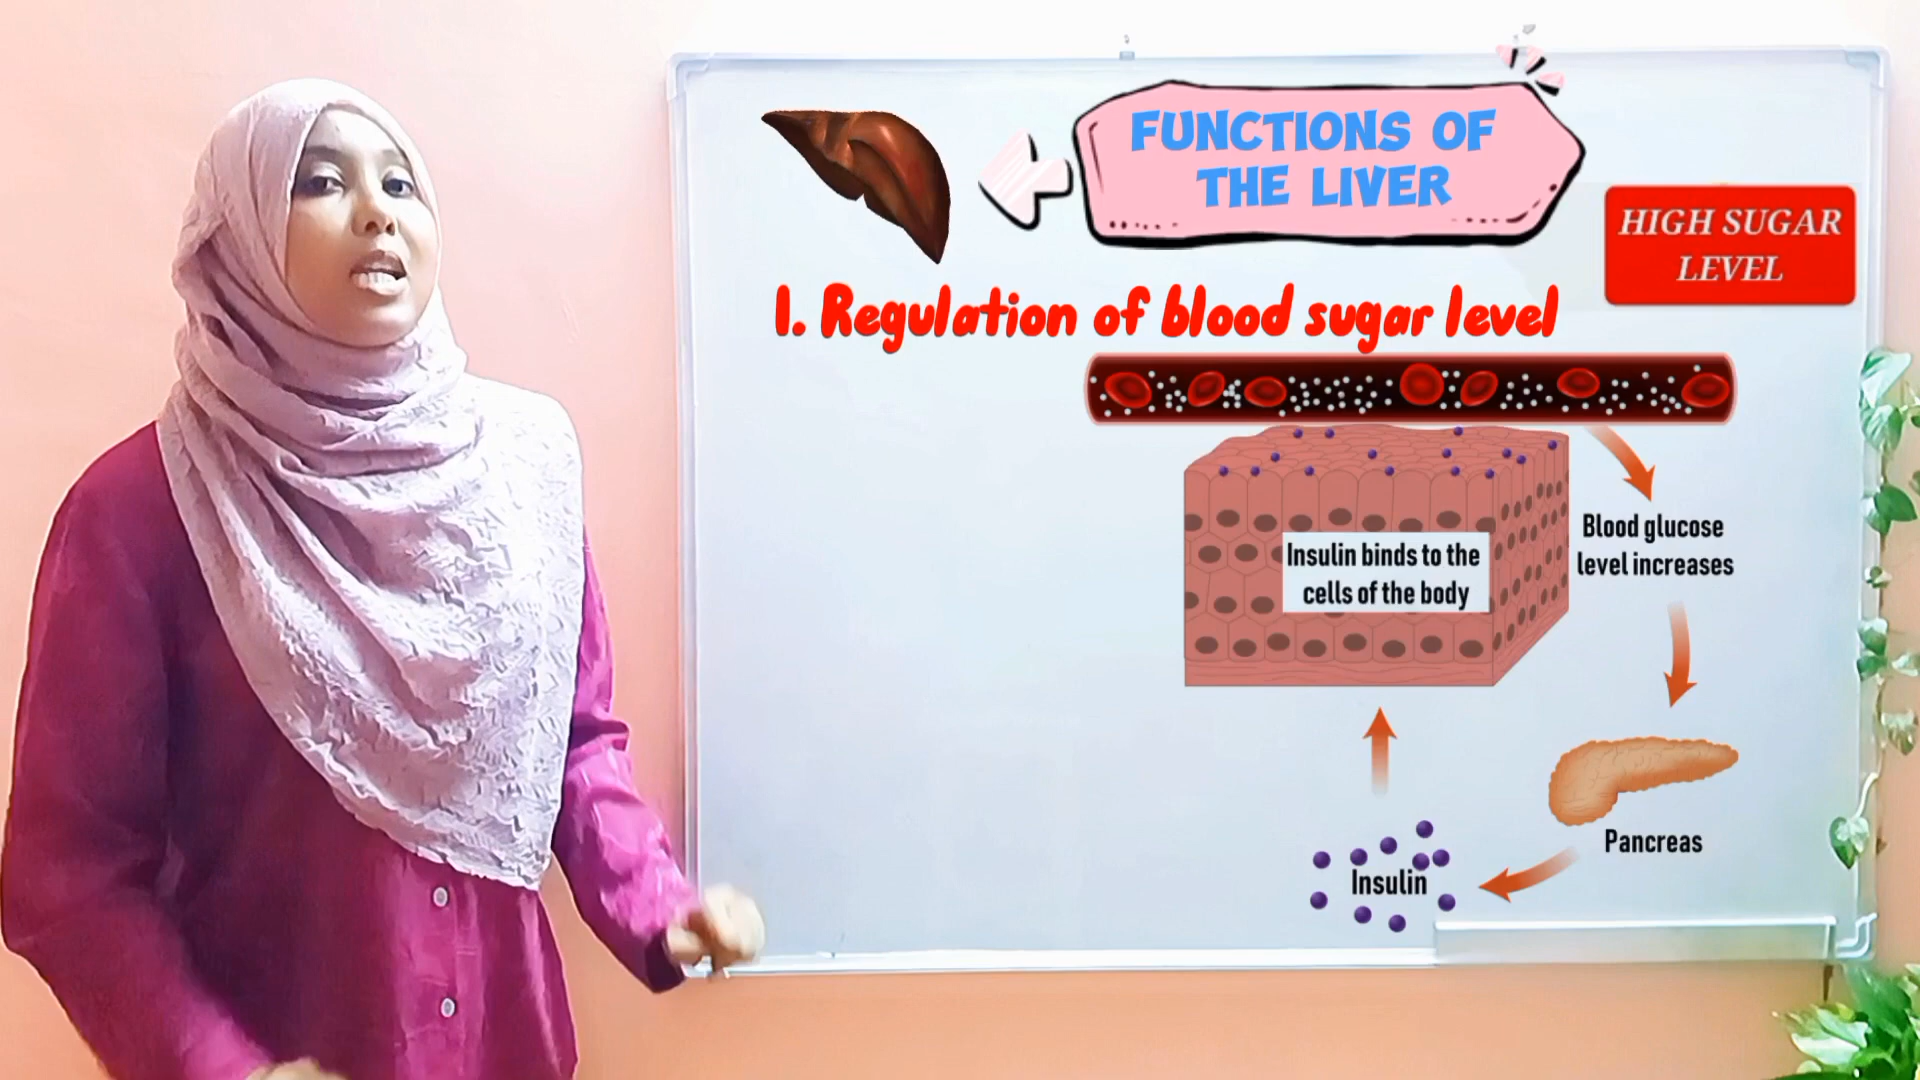 FUNCTIONS OF
THE LIVER
HIGH SUGAR
LEVEL
1. Regulation of blood sugar level
Blood glucose
level increases
Insulin binds to the
cells of the body
Pancreas
Insulin